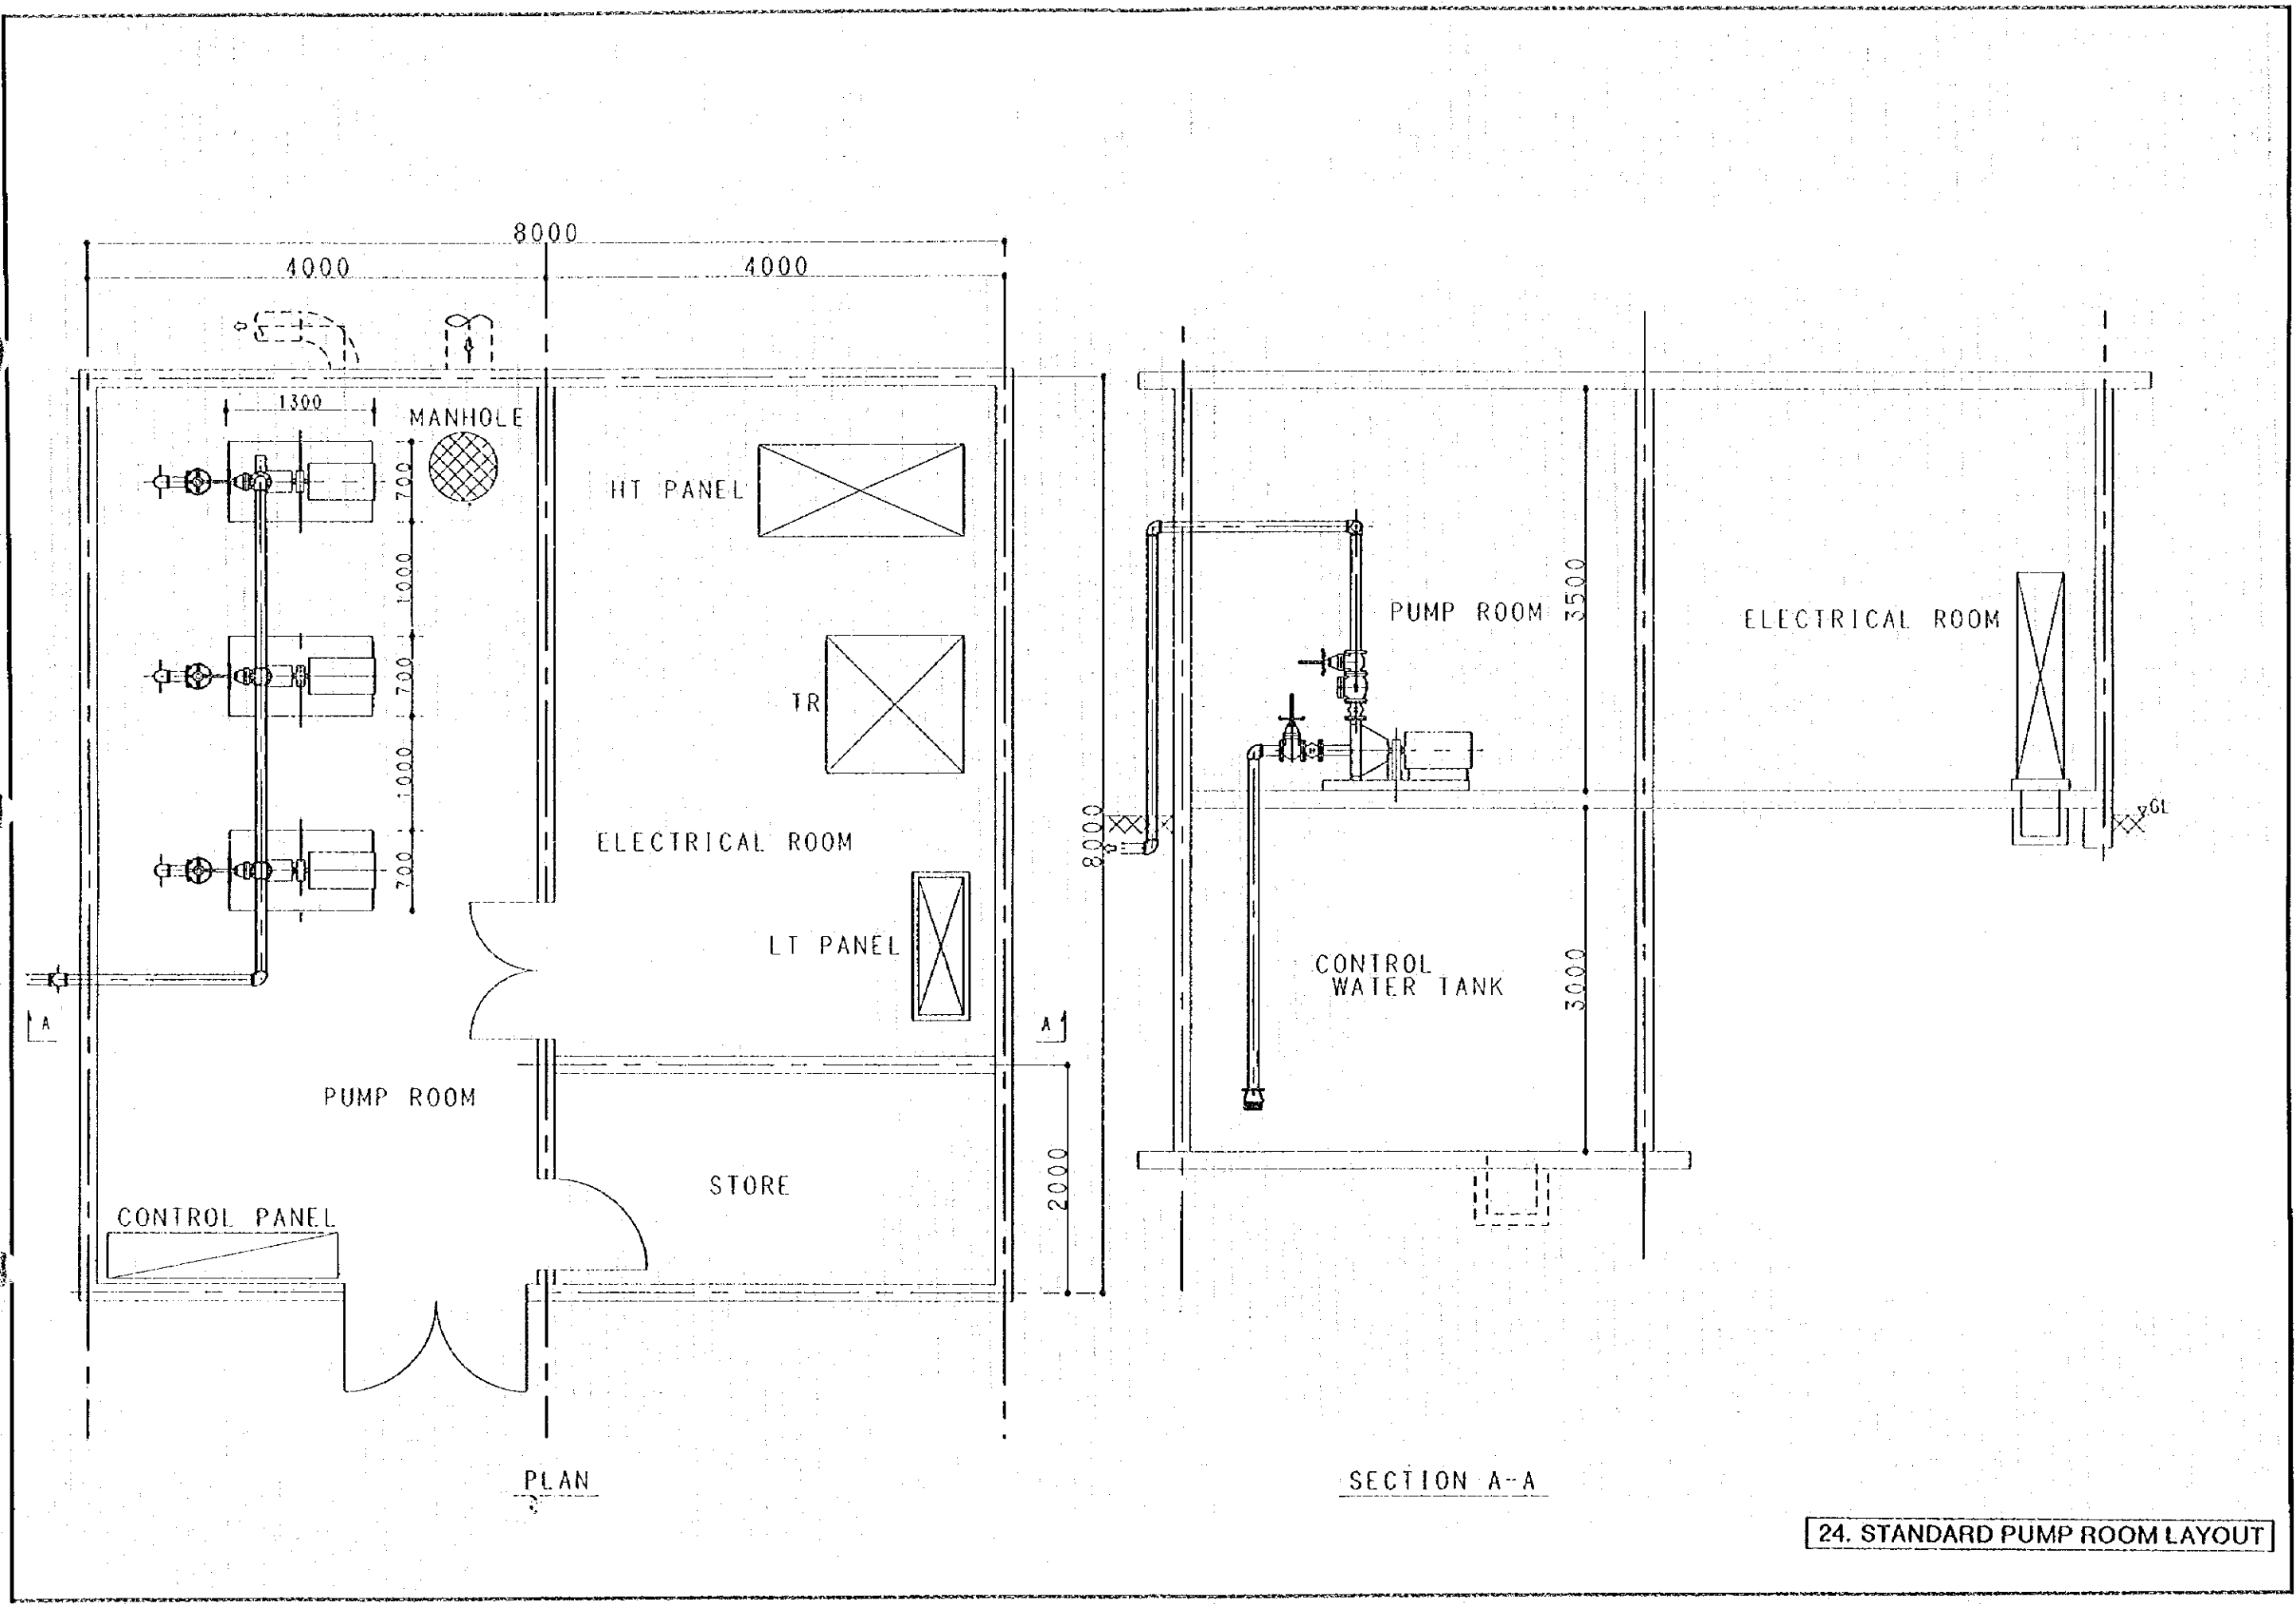 8000
4000
4000
1300
MANHOLE
700
HT PANEL
1000
PUMP ROOM
3500
ELECTRICAL ROOM
700
TR
1000
8000
GL
ELECTRICAL ROOM
700
LT PANEL
CONTROL
WATER TANK
3000
A
A
PUMP ROOM
2000
STORE
CONTROL PANEL
PLAN
SECTION A-A
24. STANDARD PUMP ROOM LAYOUT